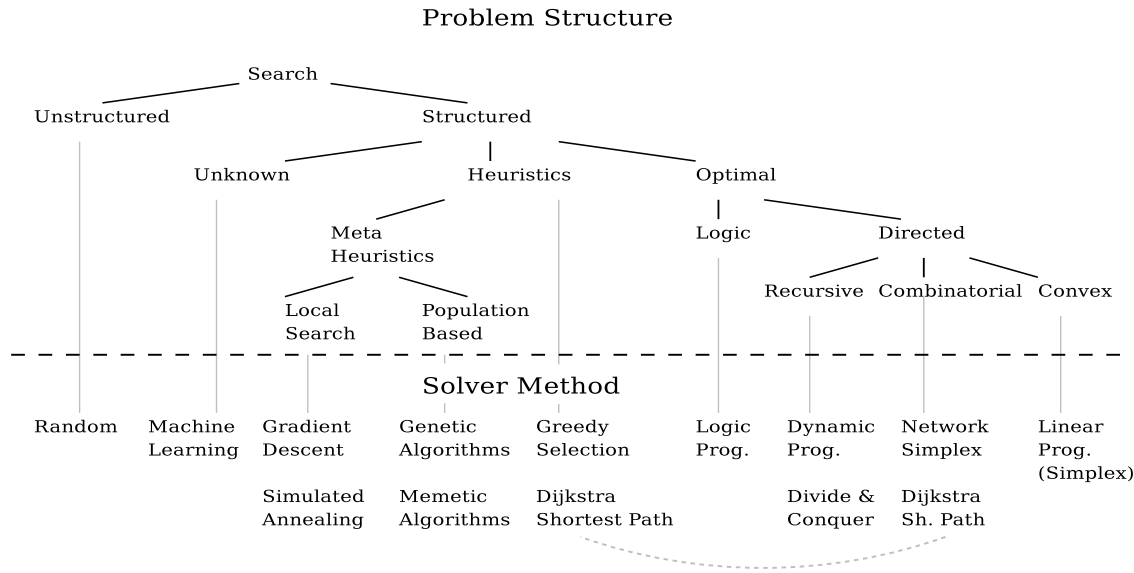 Problem Structure
Search
Unstructured
Structured
Unknown
Heuristics
Optimal
Meta
Heuristics
Logic
Directed
Recursive
Combinatorial
Convex
Local
Search
Population
Based
Solver Method
Random
Machine
Learning
Gradient
Descent
Simulated
Annealing
Genetic
Algorithms
Memetic
Algorithms
Greedy
Selection
Dijkstra
Shortest Path
Logic
Prog.
Dynamic
Prog.
Divide &
Conquer
Network
Simplex
Dijkstra
Sh. Path
Linear
Prog.
(Simplex)